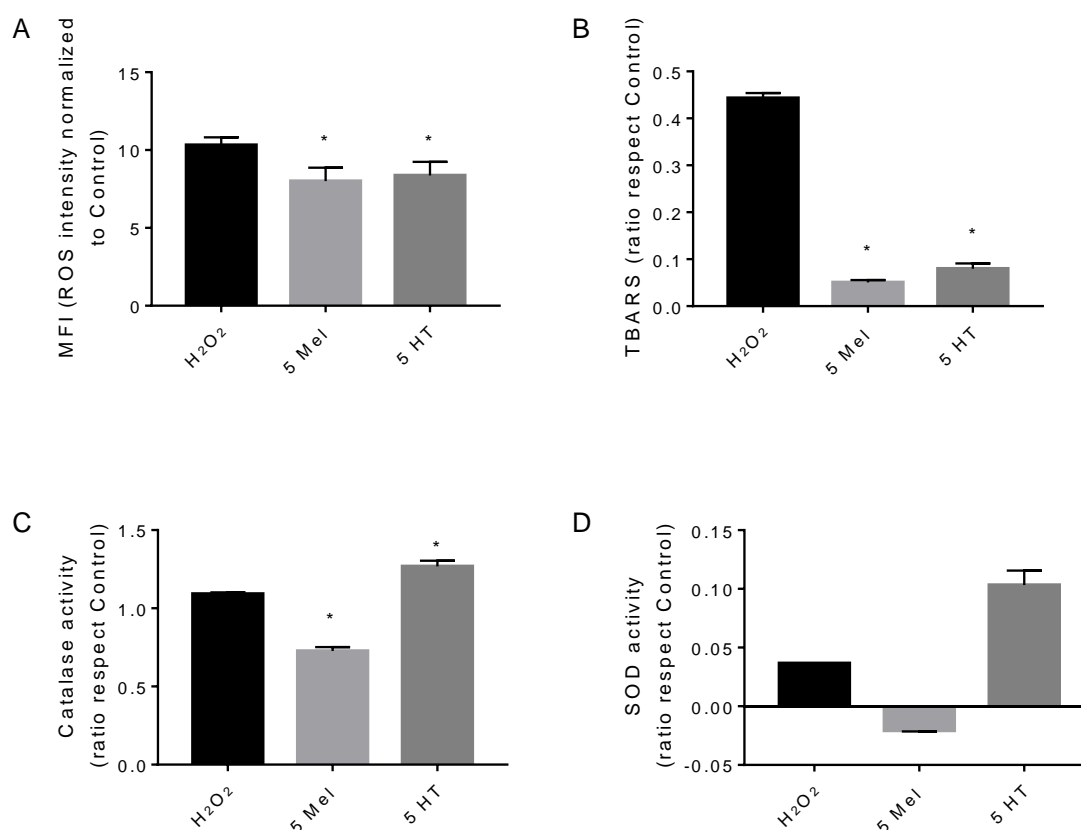 A
MFI (ROS intensity normalized
to Control)
15
10
5
0
*
*
H₂O₂
5 Mel
5 HT
B
TBARS (ratio respect Control)
0.5
0.4
0.3
0.2
0.1
0.0
*
*
H₂O₂
5 Mel
5 HT
C
Catalase activity
(ratio respect Control)
1.5
1.0
0.5
0.0
*
*
H₂O₂
5 Mel
5 HT
D
SOD activity
(ratio respect Control)
0.15
0.10
0.05
0.00
-0.05
H₂O₂
5 Mel
5 HT